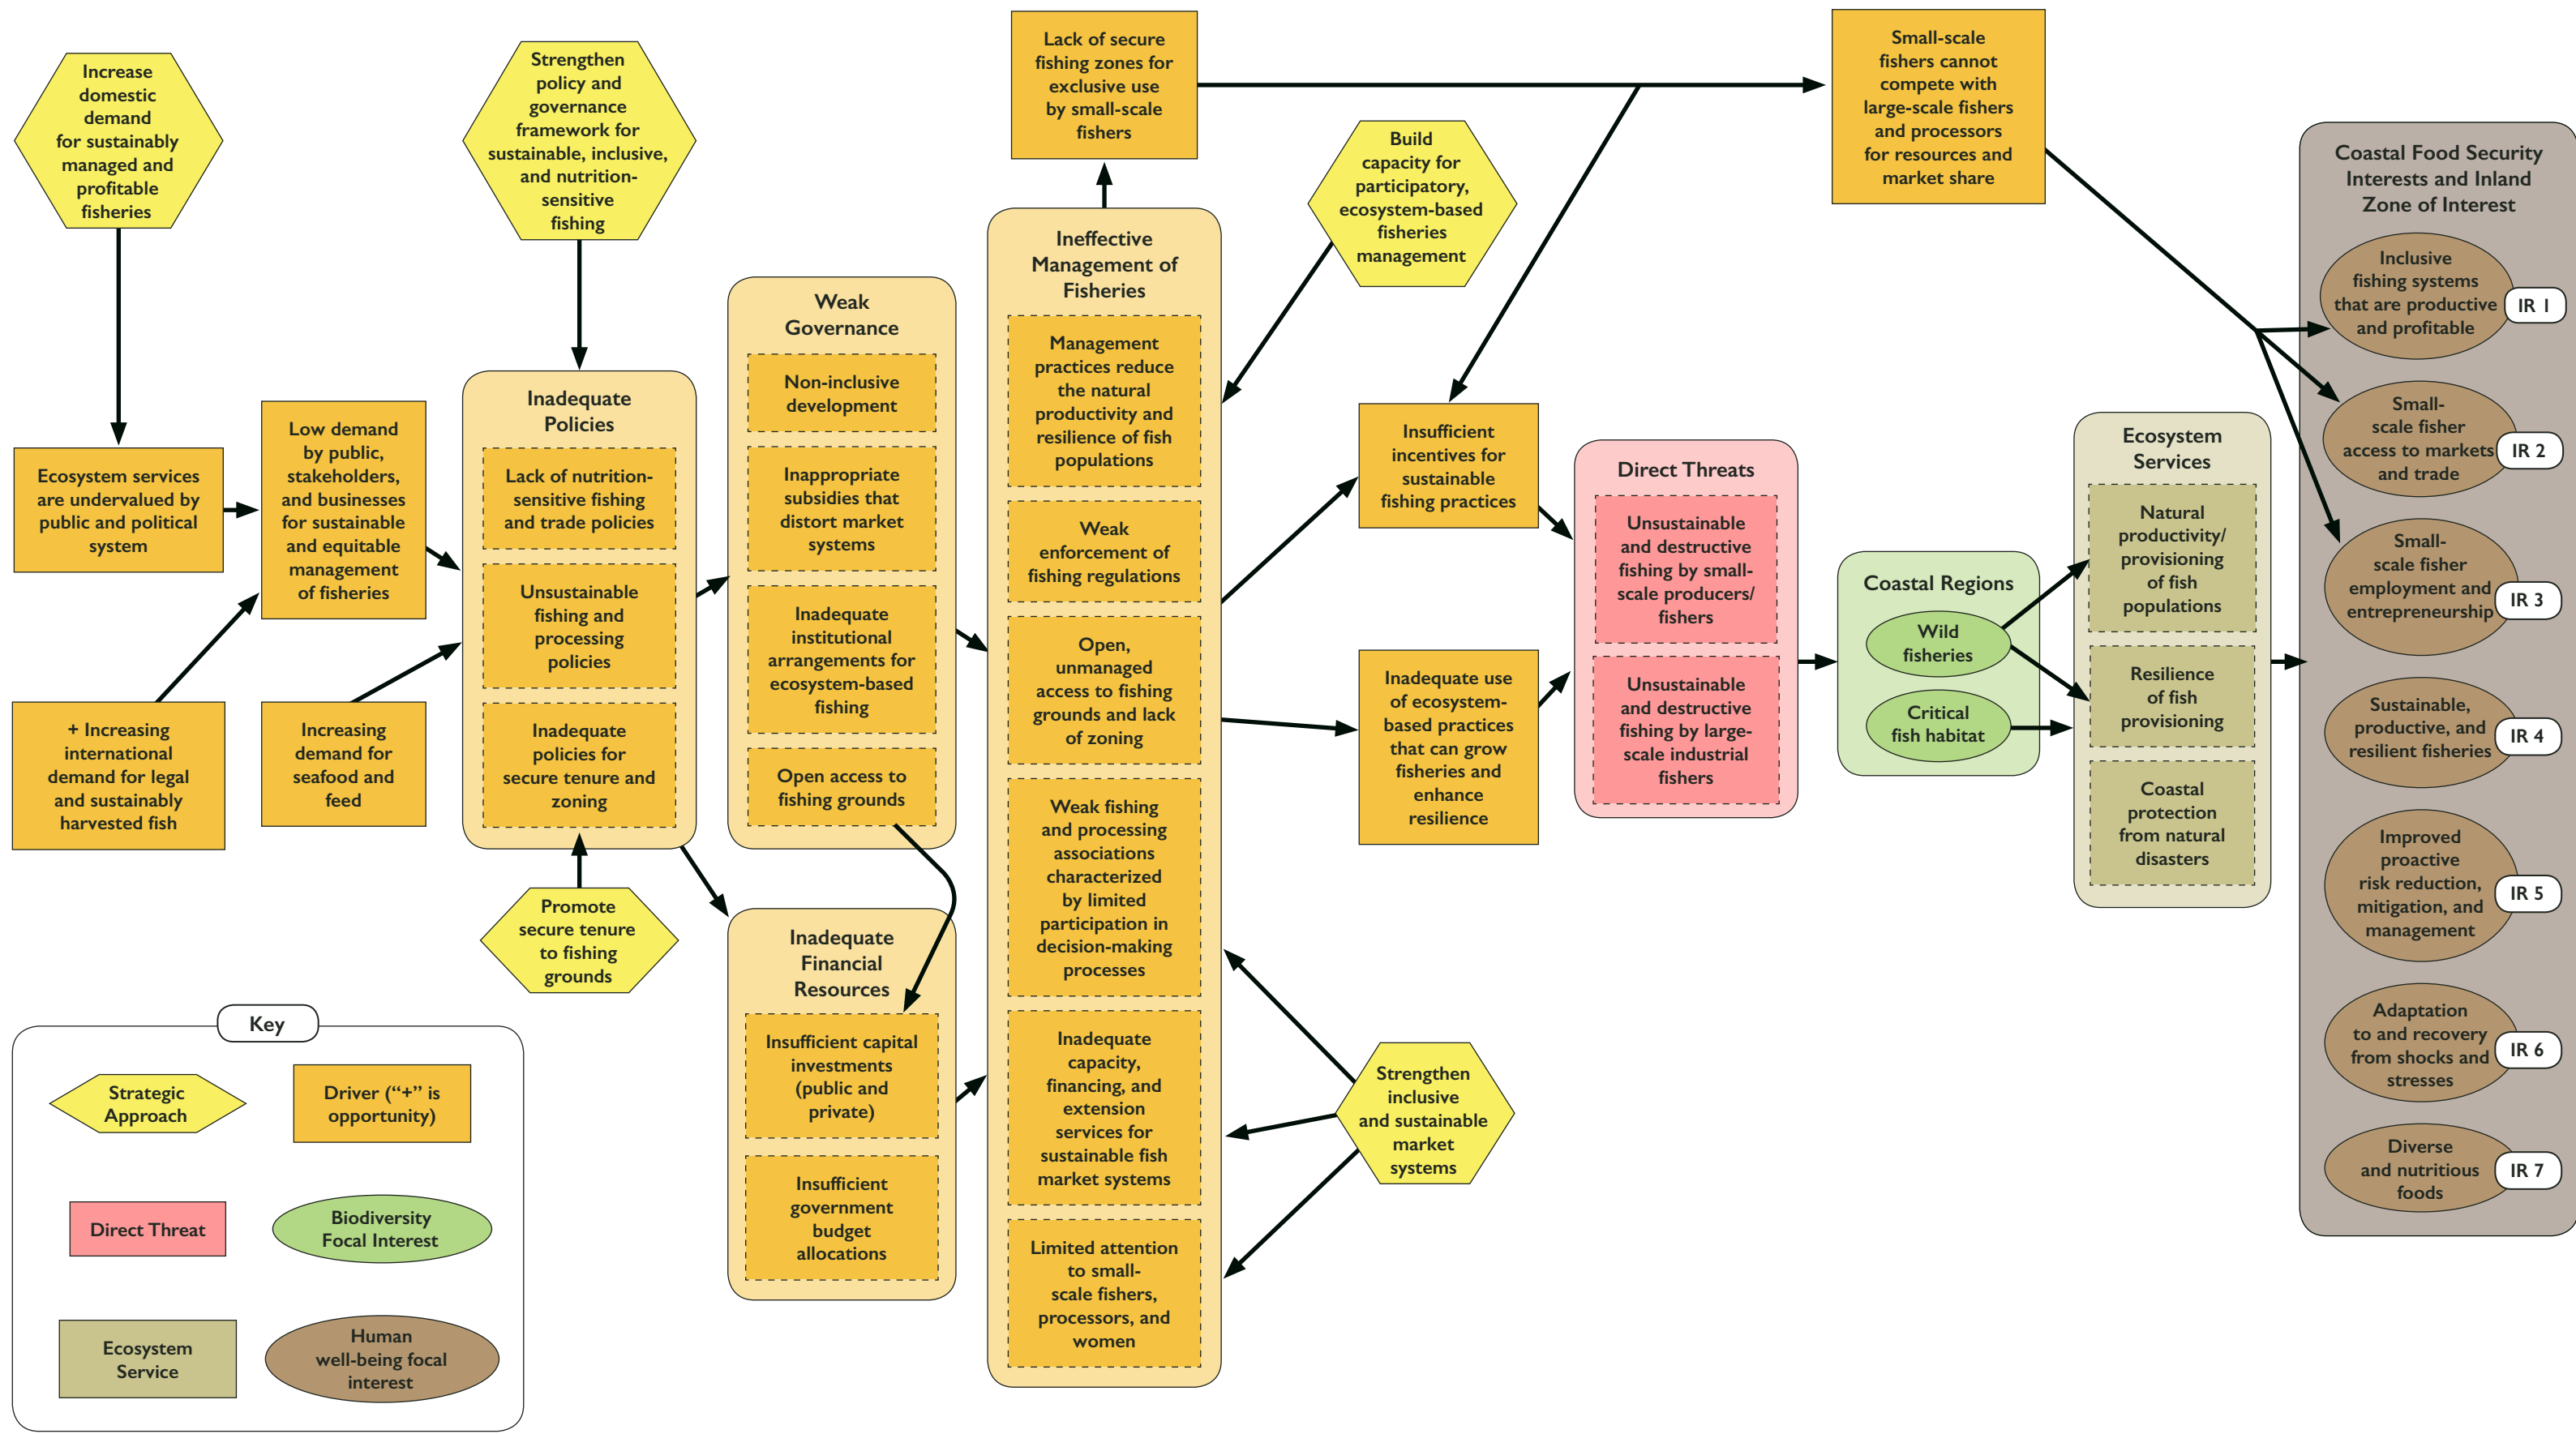 Increase
domestic
demand
for sustainably
managed and
profitable
fisheries
Strengthen
policy and
governance
framework for
sustainable, inclusive,
and nutrition-
sensitive
fishing
Lack of secure
fishing zones for
exclusive use
by small-scale
fishers
Build
capacity for
participatory,
ecosystem-based
fisheries
management
Small-scale
fishers cannot
compete with
large-scale fishers
and processors
for resources and
market share
Ecosystem services
are undervalued by
public and political
system
Low demand
by public,
stakeholders,
and businesses
for sustainable
and equitable
management
of fisheries
+ Increasing
international
demand for legal
and sustainably
harvested fish
Increasing
demand for
seafood and
feed
Inadequate
Policies
Lack of nutrition-
sensitive fishing
and trade policies
Unsustainable
fishing and
processing
policies
Inadequate
policies for
secure tenure and
zoning
Promote
secure tenure
to fishing
grounds
Weak
Governance
Non-inclusive
development
Inappropriate
subsidies that
distort market
systems
Inadequate
institutional
arrangements for
ecosystem-based
fishing
Open access to
fishing grounds
Inadequate
Financial
Resources
Insufficient capital
investments
(public and
private)
Insufficient
government
budget
allocations
Ineffective
Management of
Fisheries
Management
practices reduce
the natural
productivity and
resilience of fish
populations
Weak
enforcement of
fishing regulations
Open,
unmanaged
access to fishing
grounds and lack
of zoning
Weak fishing
and processing
associations
characterized
by limited
participation in
decision-making
processes
Inadequate
capacity,
financing, and
extension
services for
sustainable fish
market systems
Limited attention
to small-
scale fishers,
processors, and
women
Insufficient
incentives for
sustainable
fishing practices
Inadequate use
of ecosystem-
based practices
that can grow
fisheries and
enhance
resilience
Strengthen
inclusive
and sustainable
market
systems
Direct Threats
Unsustainable
and destructive
fishing by small-
scale producers/
fishers
Unsustainable
and destructive
fishing by large-
scale industrial
fishers
Coastal Regions
Wild
fisheries
Critical
fish habitat
Ecosystem
Services
Natural
productivity/
provisioning
of fish
populations
Resilience
of fish
provisioning
Coastal
protection
from natural
disasters
Coastal Food Security
Interests and Inland
Zone of Interest
Inclusive
fishing systems
that are productive
and profitable
IR 1
Small-
scale fisher
access to markets
and trade
IR 2
Small-
scale fisher
employment and
entrepreneurship
IR 3
Sustainable,
productive, and
resilient fisheries
IR 4
Improved
proactive
risk reduction,
mitigation, and
management
IR 5
Adaptation
to and recovery
from shocks and
stresses
IR 6
Diverse
and nutritious
foods
IR 7
Key
Strategic
Approach
Driver (“+” is
opportunity)
Direct Threat
Biodiversity
Focal Interest
Ecosystem
Service
Human
well-being focal
interest